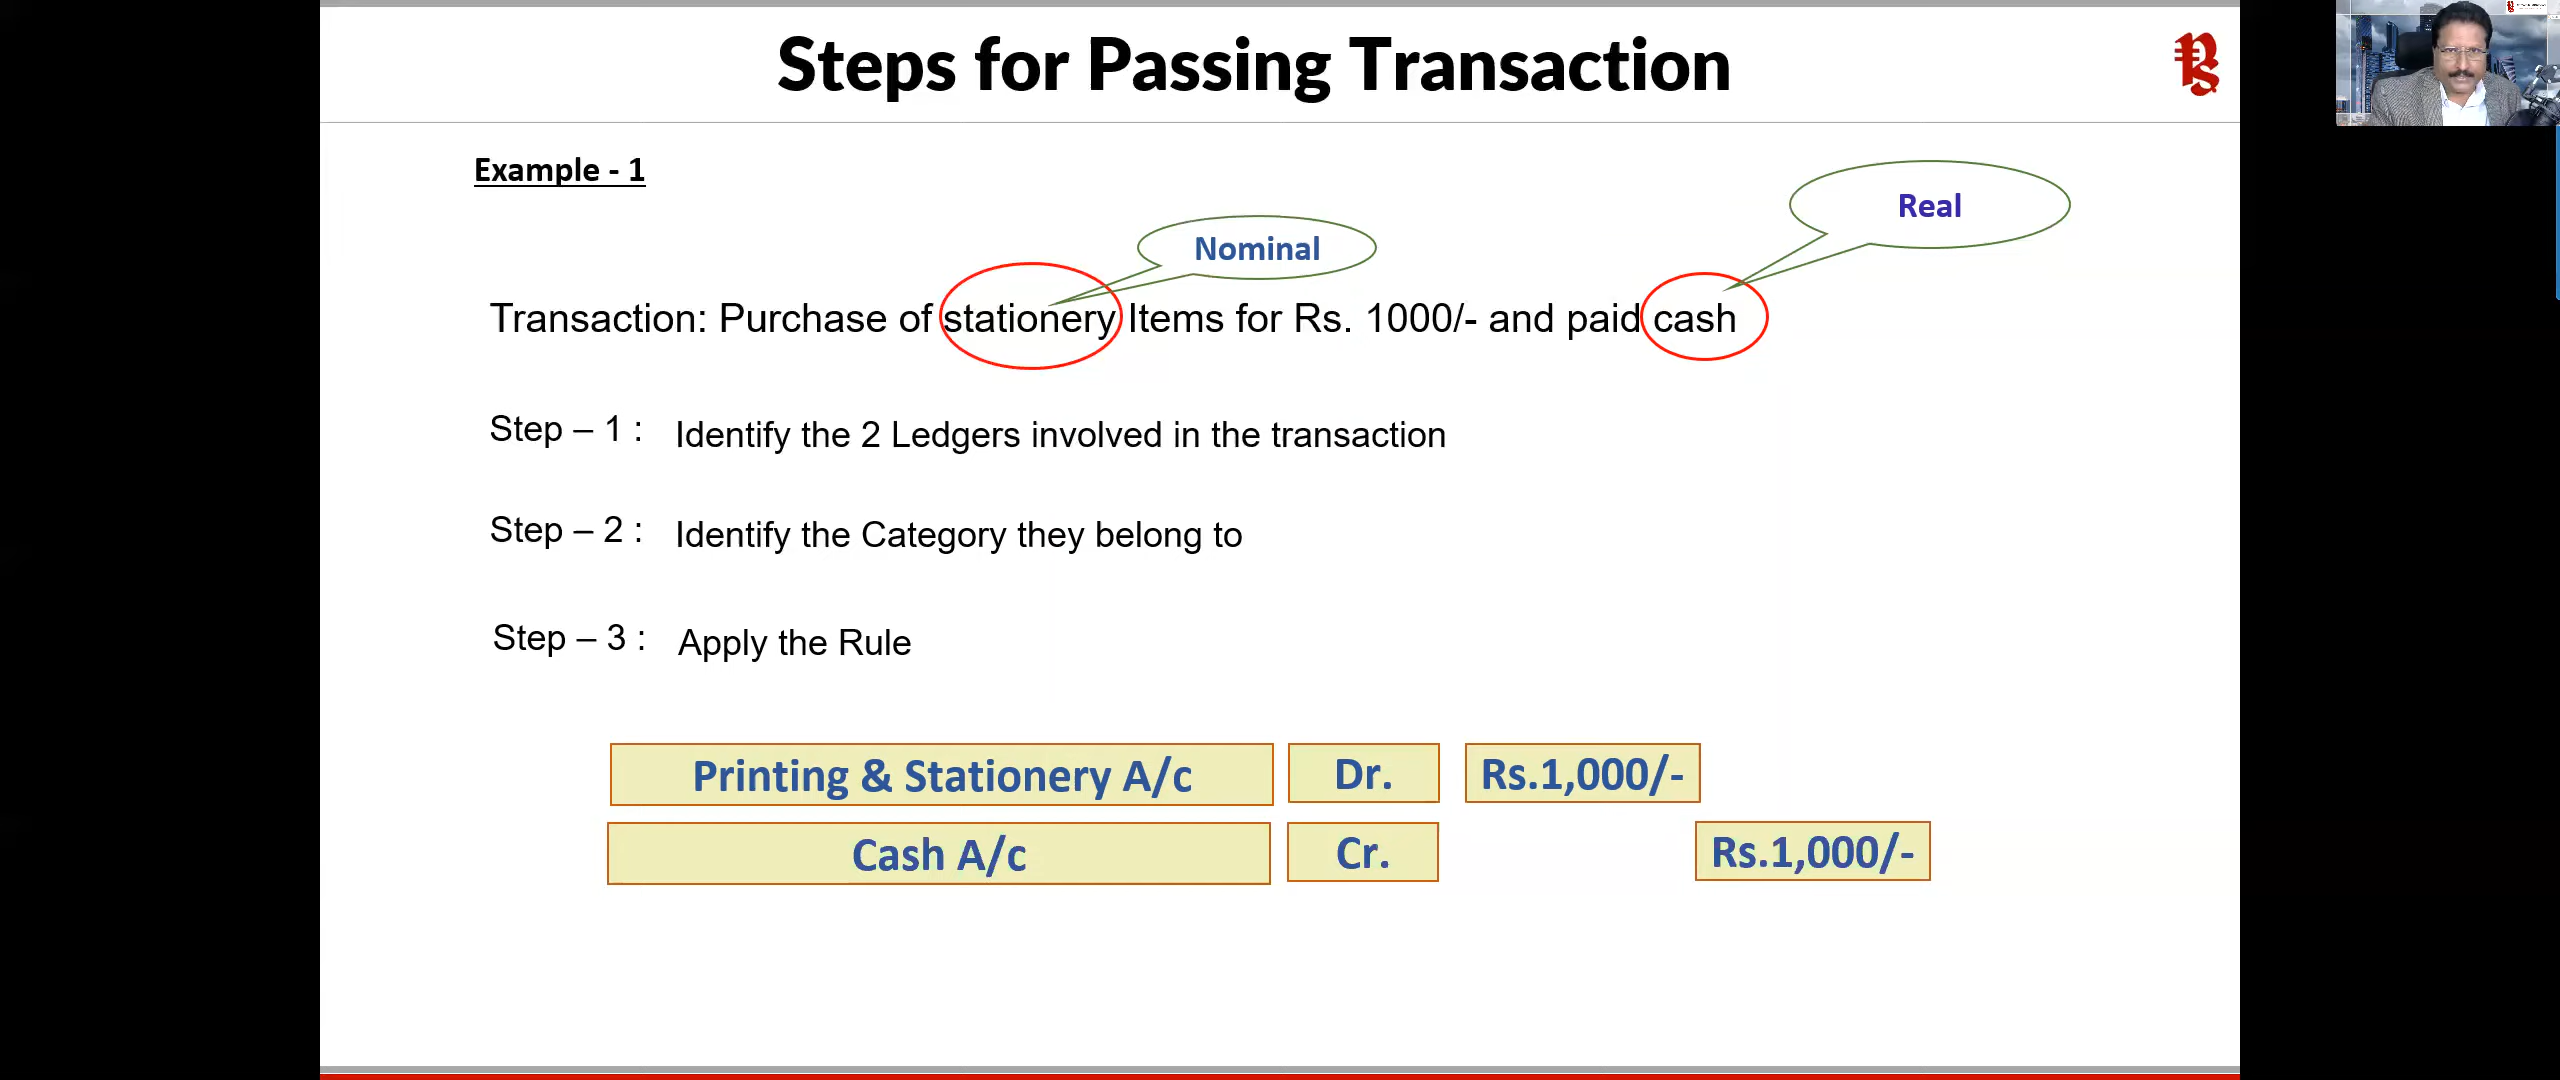 Steps for Passing Transaction
Example - 1
Real
Nominal
Transaction: Purchase of stationery Items for Rs. 1000/- and paid cash
Step – 1 : Identify the 2 Ledgers involved in the transaction
Step – 2 : Identify the Category they belong to
Step – 3 : Apply the Rule
Printing & Stationery A/c Dr. Rs.1,000/-
Cash A/c Cr. Rs.1,000/-